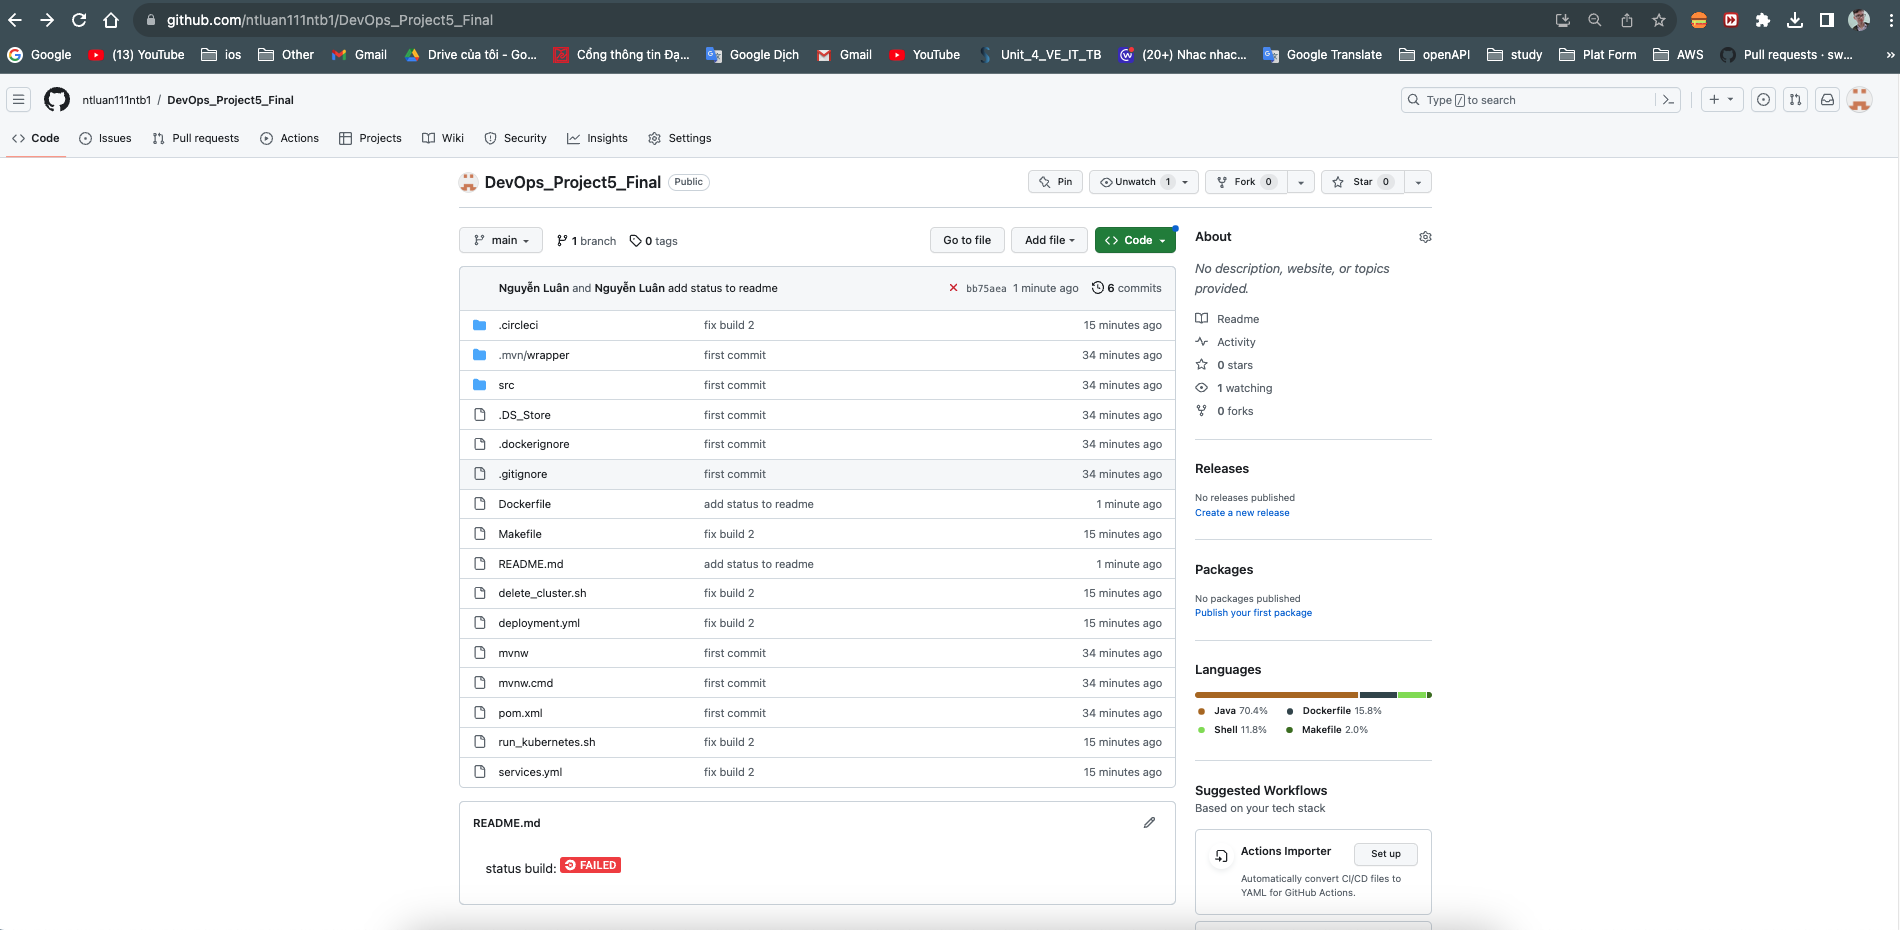 github.com/ntluan111ntb1/DevOps_Project5_Final
Google (13) YouTube ios Other Gmail Drive của tôi - Go... Cổng thông tin Đạ... Google Dịch Gmail YouTube Unit_4_VE_IT_TB (20+) Nhac nhac... Google Translate openAPI study Plat Form AWS Pull requests · sw... »
ntluan111ntb1 / DevOps_Project5_Final
Type / to search
Code Issues Pull requests Actions Projects Wiki Security Insights Settings
DevOps_Project5_Final Public
Pin Unwatch 1 Fork 0 Star 0
main 1 branch 0 tags
Go to file Add file Code
Nguyễn Luân and Nguyễn Luân add status to readme bb75aea 1 minute ago 6 commits
.circleci fix build 2 15 minutes ago
.mvn/wrapper first commit 34 minutes ago
src first commit 34 minutes ago
.DS_Store first commit 34 minutes ago
.dockerignore first commit 34 minutes ago
.gitignore first commit 34 minutes ago
Dockerfile add status to readme 1 minute ago
Makefile fix build 2 15 minutes ago
README.md add status to readme 1 minute ago
delete_cluster.sh fix build 2 15 minutes ago
deployment.yml fix build 2 15 minutes ago
mvnw first commit 34 minutes ago
mvnw.cmd first commit 34 minutes ago
pom.xml first commit 34 minutes ago
run_kubernetes.sh fix build 2 15 minutes ago
services.yml fix build 2 15 minutes ago
README.md
status build: FAILED
About
No description, website, or topics
provided.
Readme
Activity
0 stars
1 watching
0 forks
Releases
No releases published
Create a new release
Packages
No packages published
Publish your first package
Languages
Java 70.4% Dockerfile 15.8%
Shell 11.8% Makefile 2.0%
Suggested Workflows
Based on your tech stack
Actions Importer Set up
Automatically convert CI/CD files to
YAML for GitHub Actions.